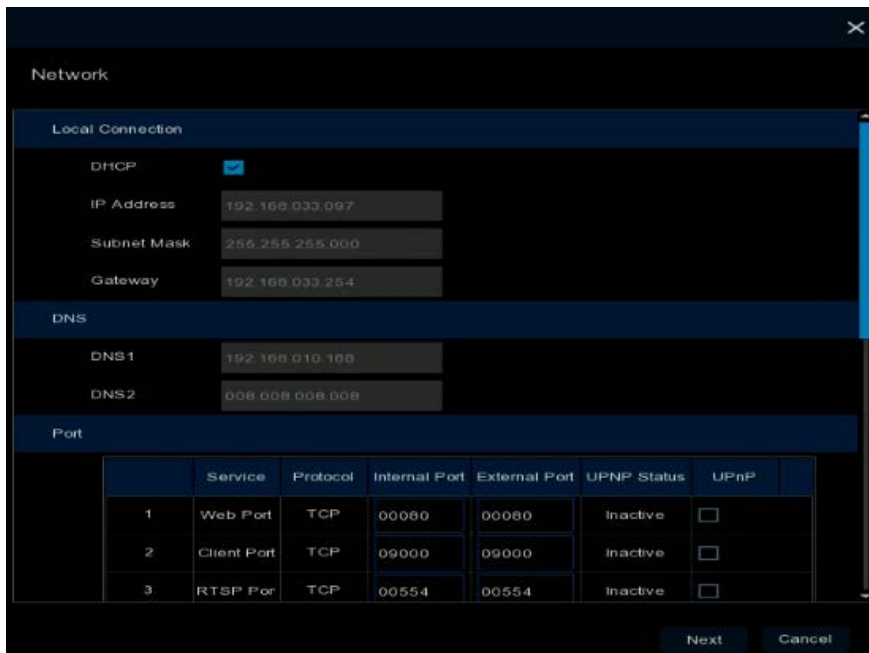 Network
Local Connection
DHCP
IP Address 192.168.033.097
Subnet Mask 255.255.255.000
Gateway 192.168.033.254
DNS
DNS1 192.168.010.188
DNS2 008.008.008.008
Port
Service Protocol Internal Port External Port UPNP Status UPnP
1 Web Port TCP 00080 00080 Inactive
2 Client Port TCP 09000 09000 Inactive
3 RTSP Por TCP 00554 00554 Inactive
Next Cancel